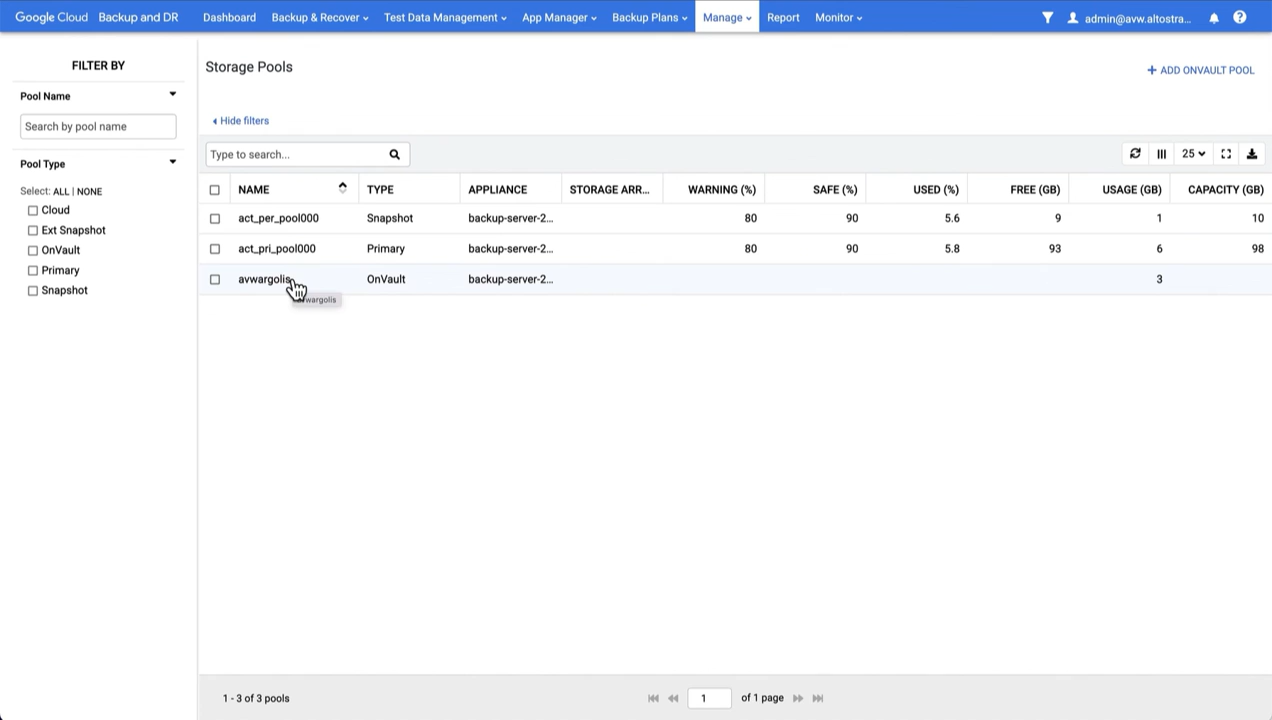 Google Cloud Backup and DR Dashboard Backup & Recover Test Data Management App Manager Backup Plans Manage Report Monitor admin@avw.altostra...
FILTER BY
Pool Name
Search by pool name
Pool Type
Select: ALL | NONE
Cloud
Ext Snapshot
OnVault
Primary
Snapshot
Storage Pools
+ ADD ONVAULT POOL
Hide filters
Type to search... 25
NAME TYPE APPLIANCE STORAGE ARR... WARNING (%) SAFE (%) USED (%) FREE (GB) USAGE (GB) CAPACITY (GB)
act_per_pool000 Snapshot backup-server-2... 80 90 5.6 9 1 10
act_pri_pool000 Primary backup-server-2... 80 90 5.8 93 6 98
avwargolis OnVault backup-server-2... 3
wargolis
1 - 3 of 3 pools 1 of 1 page